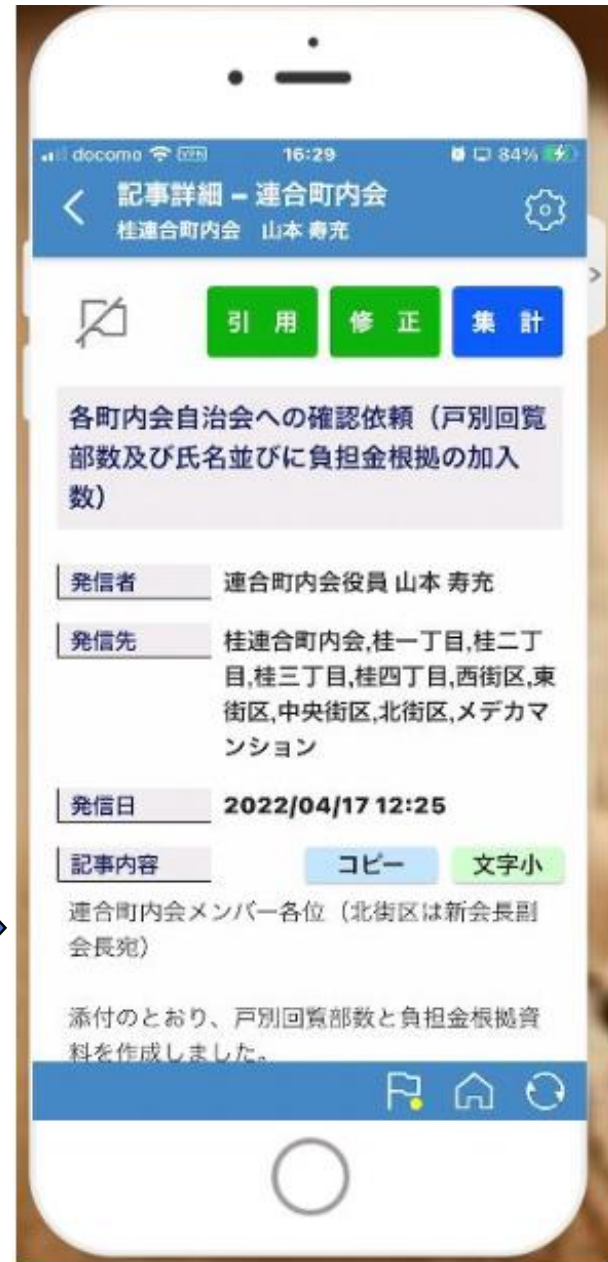 docomo VPN 16:29 84%
記事詳細 – 連合町内会
桂連合町内会 山本 寿充
引 用 修 正 集 計
各町内会自治会への確認依頼（戸別回覧
部数及び氏名並びに負担金根拠の加入
数）
発信者 連合町内会役員 山本 寿充
発信先 桂連合町内会,桂一丁目,桂二丁
目,桂三丁目,桂四丁目,西街区,東
街区,中央街区,北街区,メデカマ
ンション
発信日 2022/04/17 12:25
記事内容 コピー 文字小
連合町内会メンバー各位（北街区は新会長副
会長宛）
添付のとおり、戸別回覧部数と負担金根拠資
料を作成しました。